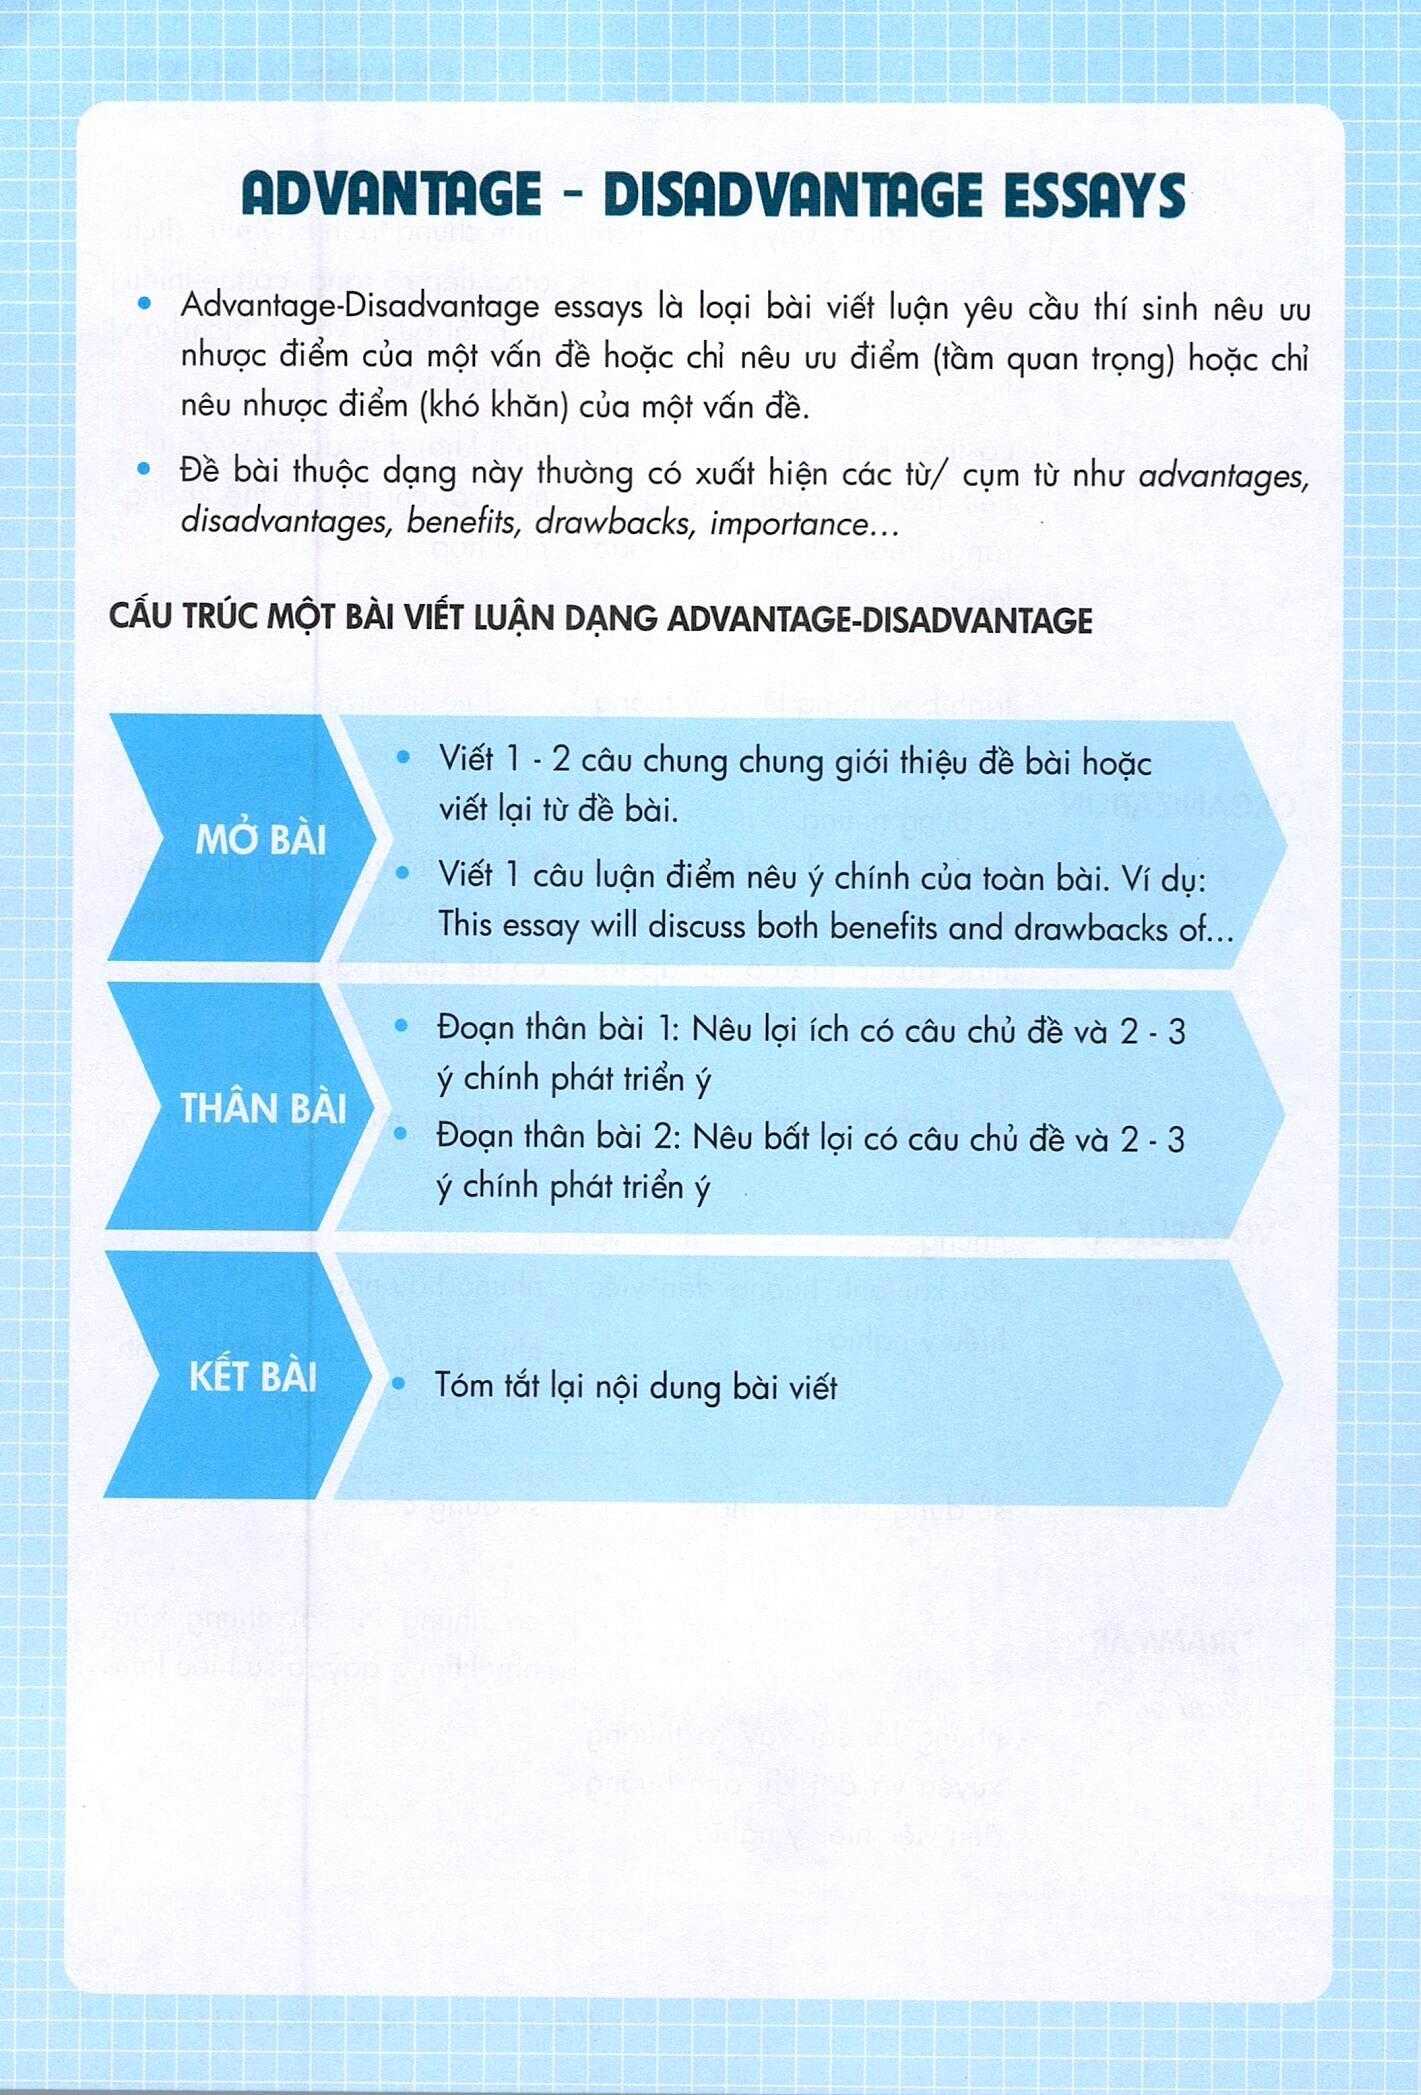 ADVANTAGE - DISADVANTAGE ESSAYS
• Advantage-Disadvantage essays là loại bài viết luận yêu cầu thí sinh nêu ưu
nhược điểm của một vấn đề hoặc chỉ nêu ưu điểm (tầm quan trọng) hoặc chỉ
nêu nhược điểm (khó khăn) của một vấn đề.
• Đề bài thuộc dạng này thường có xuất hiện các từ/ cụm từ như advantages,
disadvantages, benefits, drawbacks, importance...
CẤU TRÚC MỘT BÀI VIẾT LUẬN DẠNG ADVANTAGE-DISADVANTAGE
MỞ BÀI
• Viết 1 - 2 câu chung chung giới thiệu đề bài hoặc
viết lại từ đề bài.
• Viết 1 câu luận điểm nêu ý chính của toàn bài. Ví dụ:
This essay will discuss both benefits and drawbacks of...
THÂN BÀI
• Đoạn thân bài 1: Nêu lợi ích có câu chủ đề và 2 - 3
ý chính phát triển ý
• Đoạn thân bài 2: Nêu bất lợi có câu chủ đề và 2 - 3
ý chính phát triển ý
KẾT BÀI
• Tóm tắt lại nội dung bài viết